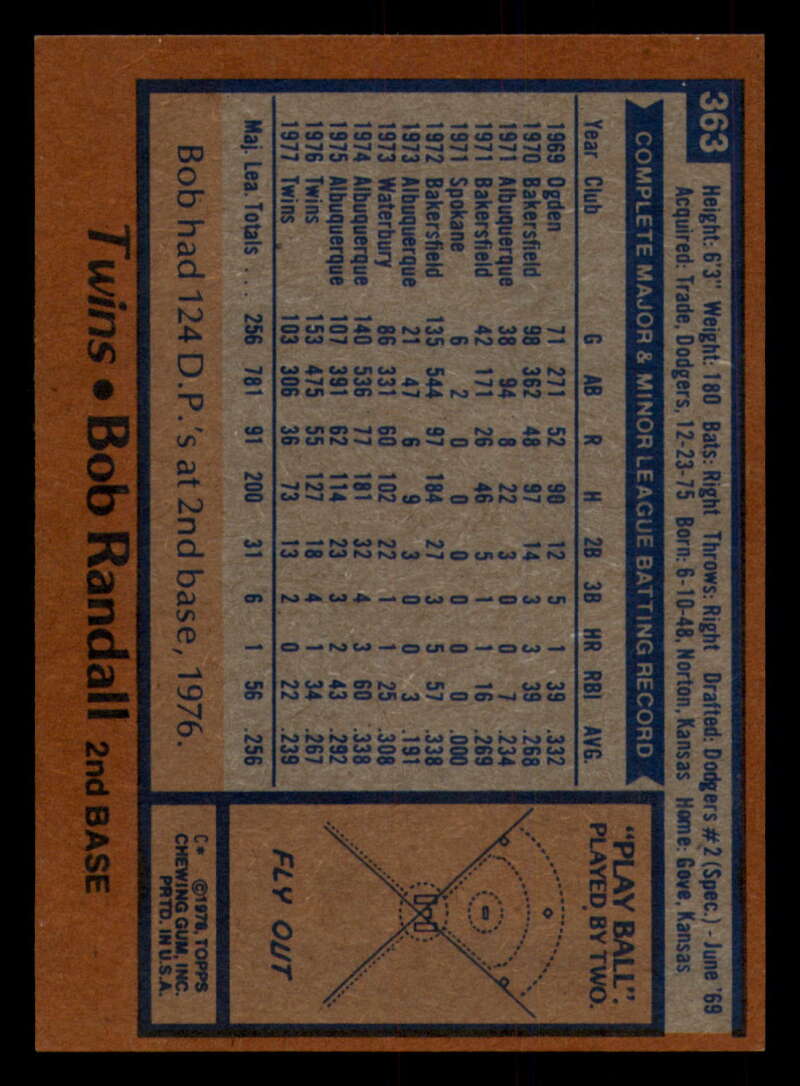 363
Height: 6'3" Weight: 180 Bats: Right Throws: Right Drafted: Dodgers #2 (Spec.) - June '69
Acquired: Trade, Dodgers, 12-23-75 Born: 6-10-48, Norton, Kansas Home: Gove, Kansas
COMPLETE MAJOR & MINOR LEAGUE BATTING RECORD
Year Club G AB R H 2B 3B HR RBI AVG.
1969 Ogden 71 271 52 90 12 5 1 39 .332
1970 Bakersfield 98 362 48 97 14 3 3 39 .268
1971 Albuquerque 38 94 8 22 3 0 0 7 .234
1971 Bakersfield 42 171 26 46 5 1 1 16 .269
1971 Spokane 6 2 0 0 0 0 0 0 .000
1972 Bakersfield 135 544 97 184 27 3 5 57 .338
1973 Albuquerque 21 47 6 9 3 0 0 3 .191
1973 Waterbury 86 331 60 102 22 1 1 25 .308
1974 Albuquerque 140 536 77 181 32 4 3 60 .338
1975 Albuquerque 107 391 62 114 23 3 2 43 .292
1976 Twins 153 475 55 127 18 4 1 34 .267
1977 Twins 103 306 36 73 13 2 0 22 .239
Maj. Lea. Totals . . . 256 781 91 200 31 6 1 56 .256
Bob had 124 D.P.'s at 2nd base, 1976.
"PLAY BALL".
PLAYED BY TWO.
FLY OUT
C* ©1978, TOPPS
CHEWING GUM, INC.
PRTD. IN U.S.A.
Twins • Bob Randall 2nd BASE